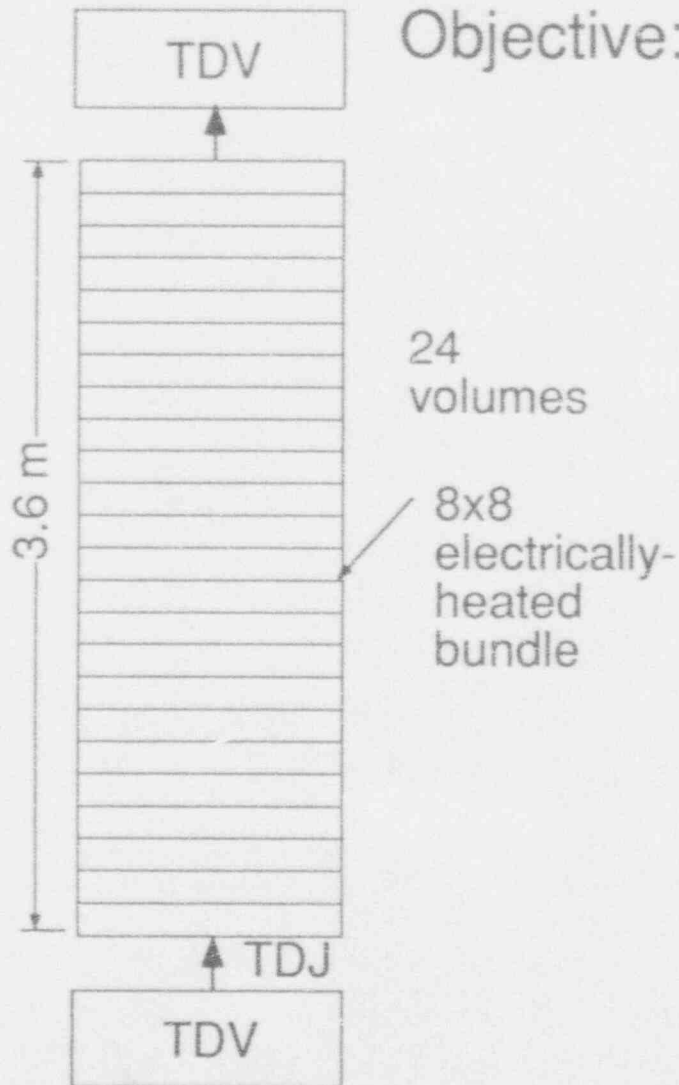 TDV
Objective:
3.6 m
24
volumes
8x8
electrically-
heated
bundle
TDJ
TDV